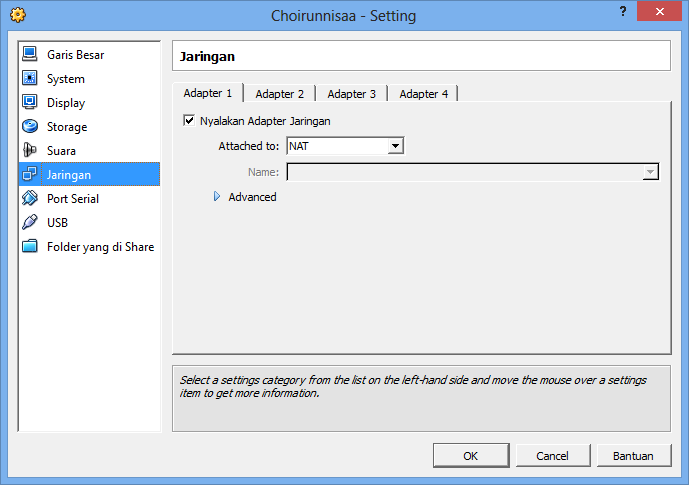 Choirunnisaa - Setting
?
Garis Besar
System
Display
Storage
Suara
Jaringan
Port Serial
USB
Folder yang di Share
Jaringan
Adapter 1 Adapter 2 Adapter 3 Adapter 4
Nyalakan Adapter Jaringan
Attached to: NAT
Name:
Advanced
Select a settings category from the list on the left-hand side and move the mouse over a settings
item to get more information.
OK Cancel Bantuan